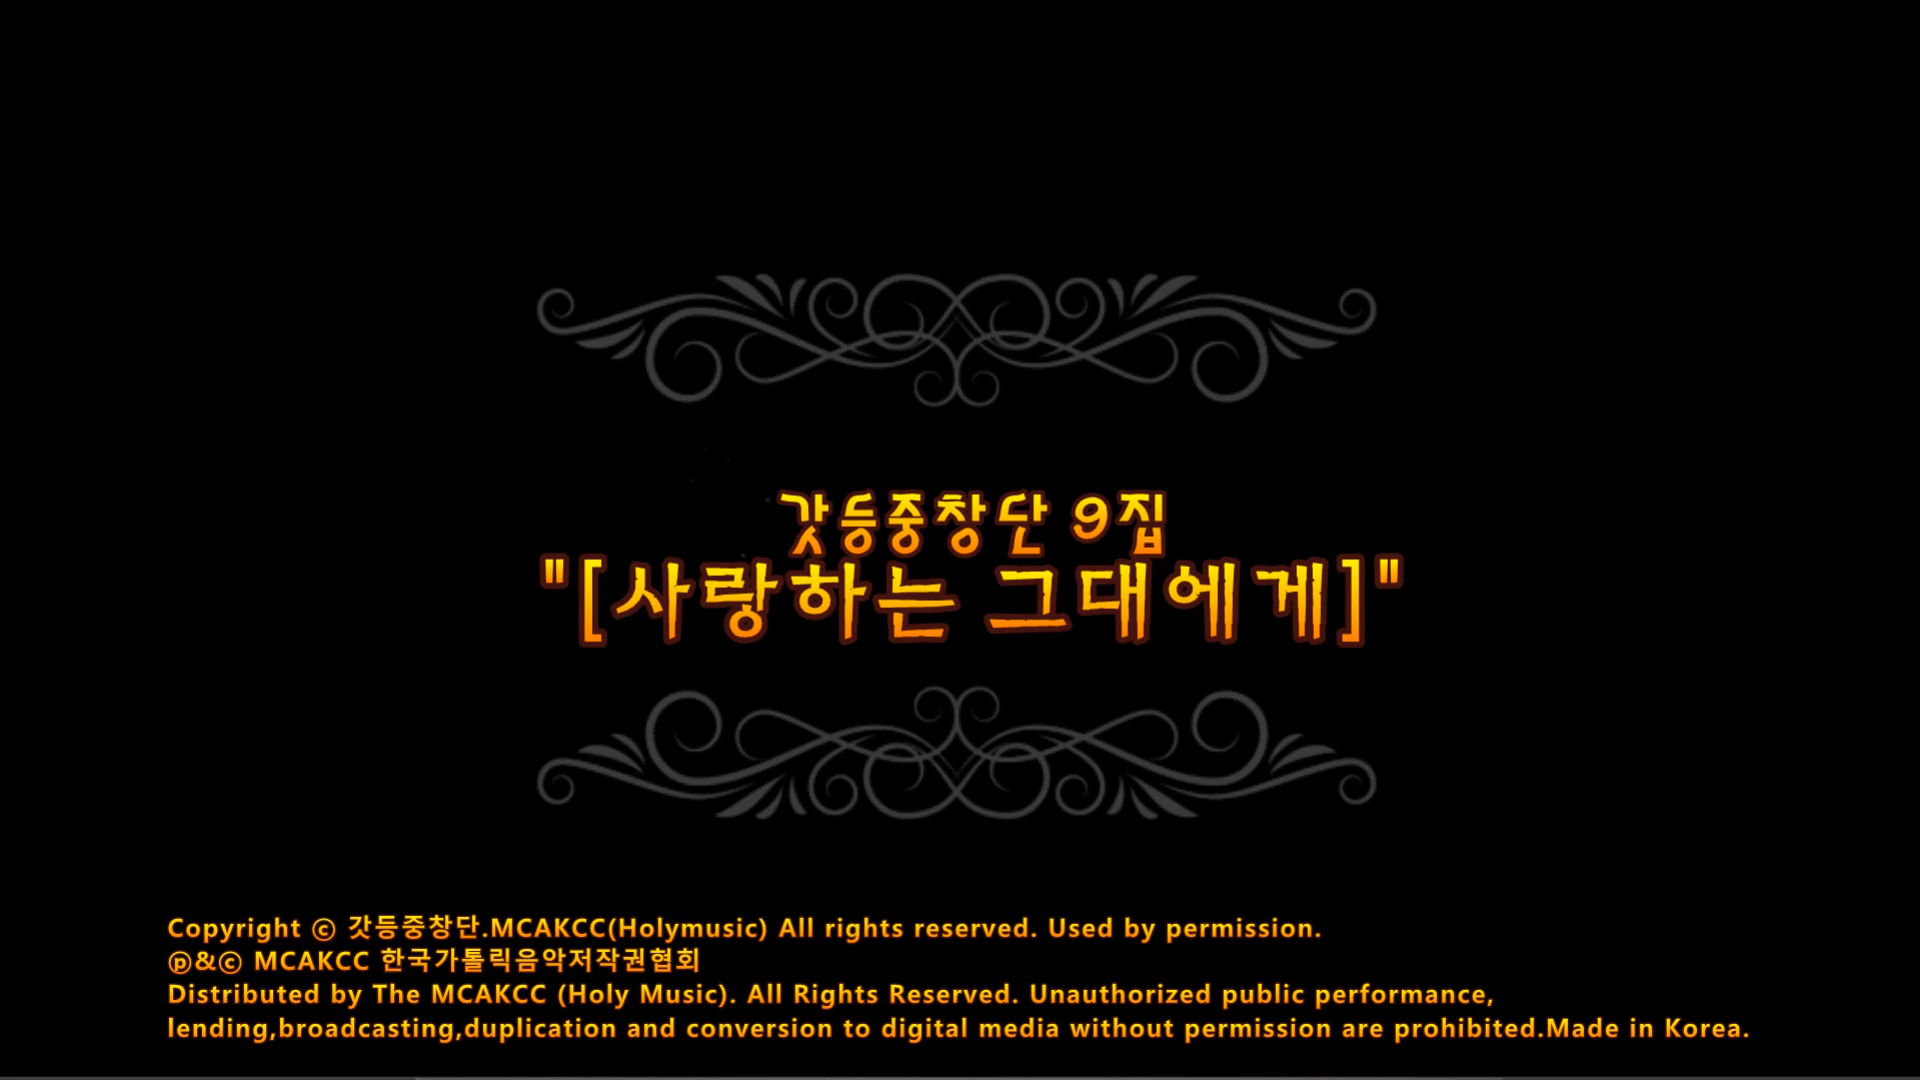 갓등중창단 9집
"[사랑하는 그대에게]"
Copyright ⓒ 갓등중창단.MCAKCC(Holymusic) All rights reserved. Used by permission.
ⓟ&ⓒ MCAKCC 한국가톨릭음악저작권협회
Distributed by The MCAKCC (Holy Music). All Rights Reserved. Unauthorized public performance,
lending,broadcasting,duplication and conversion to digital media without permission are prohibited.Made in Korea.